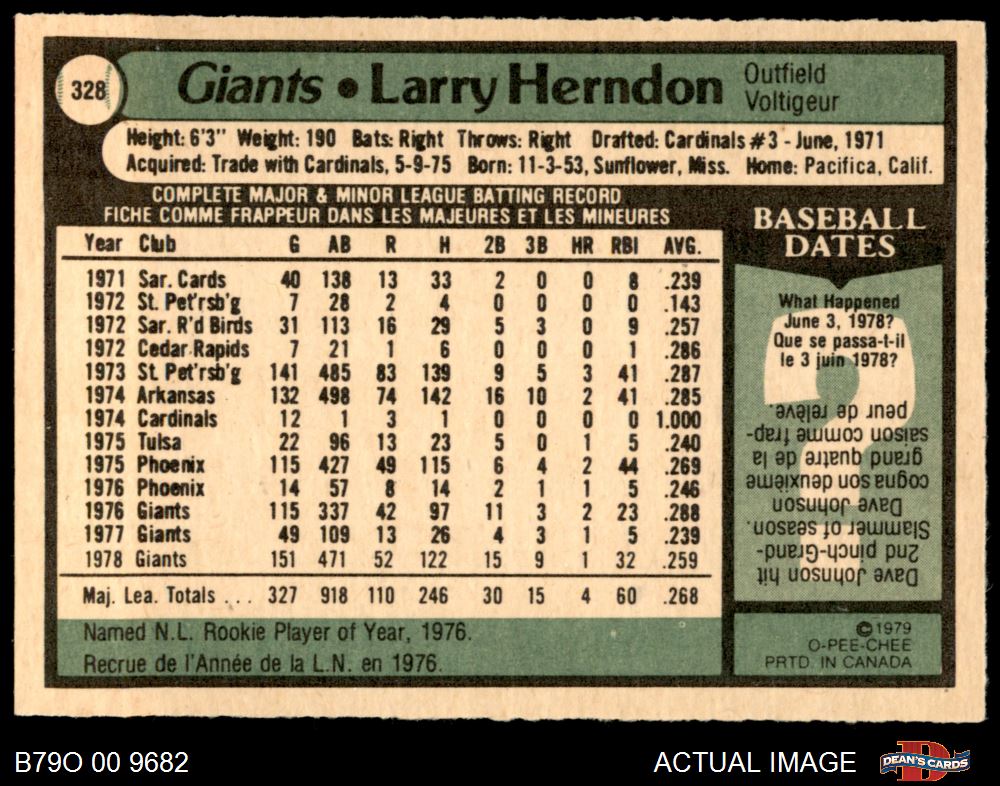 328
Giants • Larry Herndon
Outfield
Voltigeur
Height: 6'3" Weight: 190 Bats: Right Throws: Right Drafted: Cardinals #3 - June, 1971
Acquired: Trade with Cardinals, 5-9-75 Born: 11-3-53, Sunflower, Miss. Home: Pacifica, Calif.
COMPLETE MAJOR & MINOR LEAGUE BATTING RECORD
FICHE COMME FRAPPEUR DANS LES MAJEURES ET LES MINEURES
Year Club G AB R H 2B 3B HR RBI AVG.
1971 Sar. Cards 40 138 13 33 2 0 0 8 .239
1972 St. Pet'rsb'g 7 28 2 4 0 0 0 0 .143
1972 Sar. R'd Birds 31 113 16 29 5 3 0 9 .257
1972 Cedar Rapids 7 21 1 6 0 0 0 1 .286
1973 St. Pet'rsb'g 141 485 83 139 9 5 3 41 .287
1974 Arkansas 132 498 74 142 16 10 2 41 .285
1974 Cardinals 12 1 3 1 0 0 0 0 1.000
1975 Tulsa 22 96 13 23 5 0 1 5 .240
1975 Phoenix 115 427 49 115 6 4 2 44 .269
1976 Phoenix 14 57 8 14 2 1 1 5 .246
1976 Giants 115 337 42 97 11 3 2 23 .288
1977 Giants 49 109 13 26 4 3 1 5 .239
1978 Giants 151 471 52 122 15 9 1 32 .259
Maj. Lea. Totals . . . 327 918 110 246 30 15 4 60 .268
Named N.L. Rookie Player of Year, 1976.
Recrue de l'Année de la L.N. en 1976.
BASEBALL
DATES
What Happened
June 3, 1978?
Que se passa-t-il
le 3 juin 1978?
Dave Johnson hit
2nd pinch-Grand-
Slammer of season.
Dave Johnson
cogna son deuxième
grand quatre de la
saison comme frap-
peur de relève.
©1979
O-PEE-CHEE
PRTD. IN CANADA
B79O 00 9682
ACTUAL IMAGE
DEAN'S CARDS